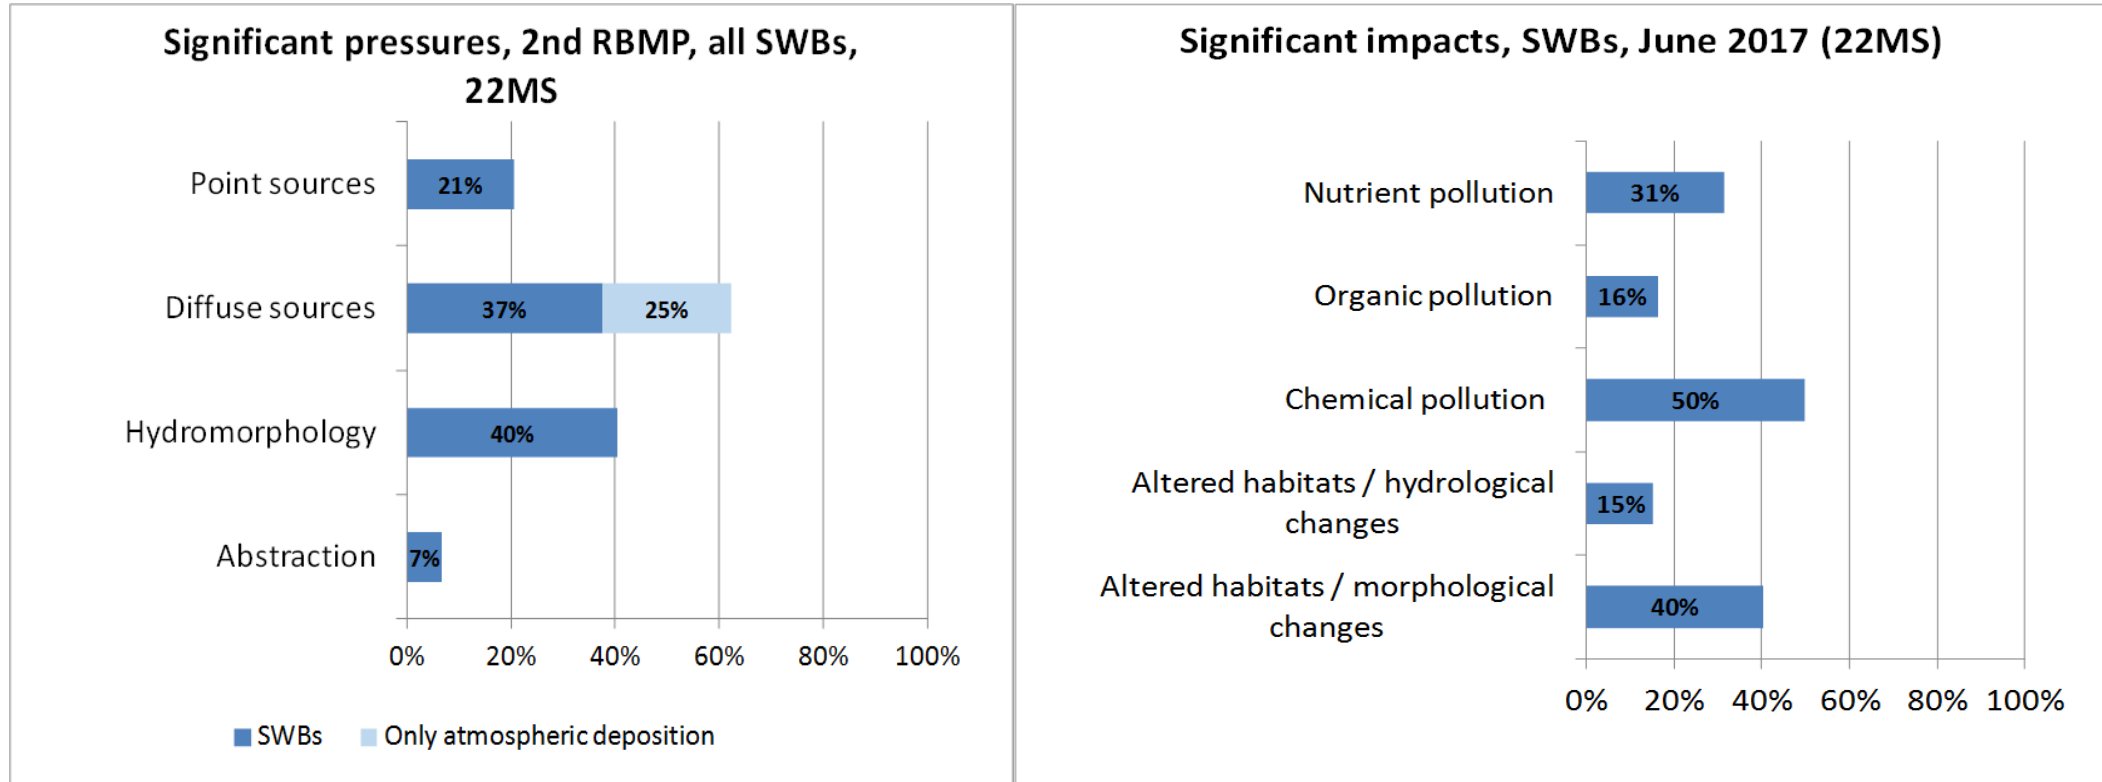 Significant pressures, 2nd RBMP, all SWBs,
22MS
Point sources
21%
Diffuse sources
37%
25%
Hydromorphology
40%
Abstraction
7%
0%
20%
40%
60%
80%
100%
SWBs
Only atmospheric deposition
Significant impacts, SWBs, June 2017 (22MS)
Nutrient pollution
31%
Organic pollution
16%
Chemical pollution
50%
Altered habitats / hydrological
changes
15%
Altered habitats / morphological
changes
40%
0%
20%
40%
60%
80%
100%